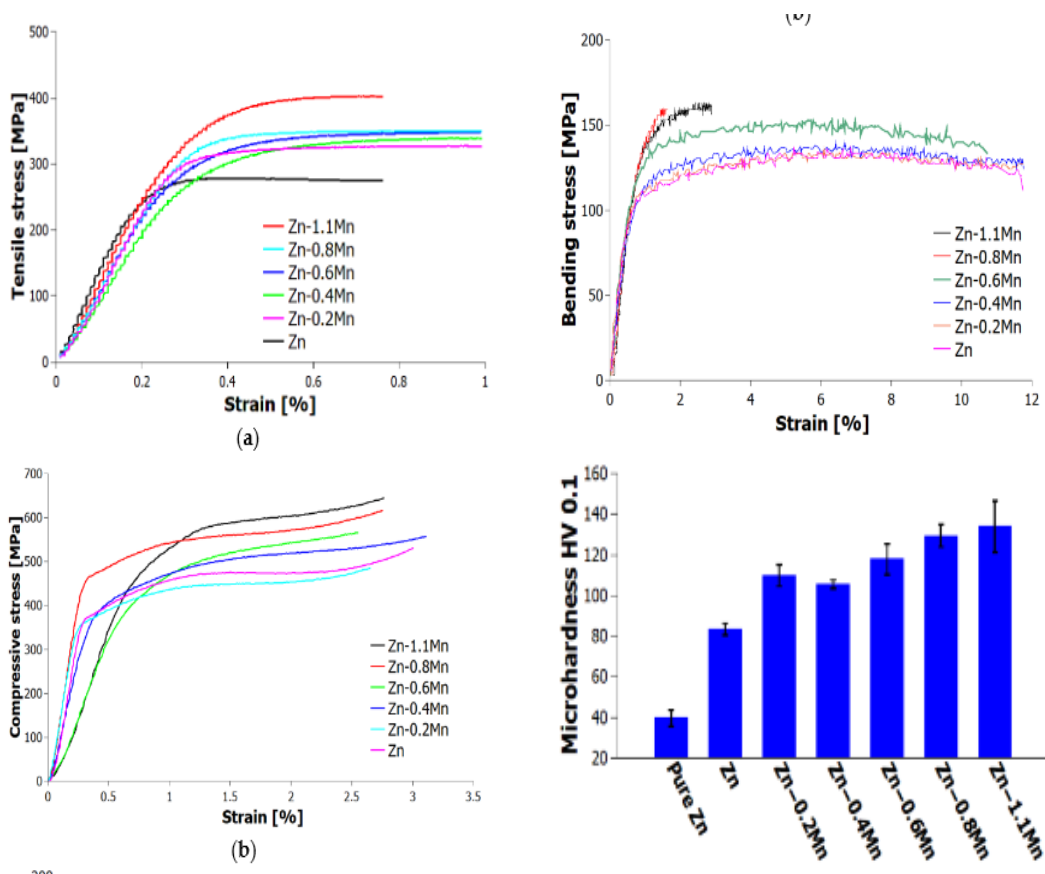 500
400
300
200
100
0
Tensile stress [MPa]
Zn-1.1Mn
Zn-0.8Mn
Zn-0.6Mn
Zn-0.4Mn
Zn-0.2Mn
Zn
0 0.2 0.4 0.6 0.8 1
Strain [%]
(a)
200
150
100
50
0
Bending stress [MPa]
Zn-1.1Mn
Zn-0.8Mn
Zn-0.6Mn
Zn-0.4Mn
Zn-0.2Mn
Zn
0 2 4 6 8 10 12
Strain [%]
700
600
500
400
300
200
100
0
Compressive stress [MPa]
Zn-1.1Mn
Zn-0.8Mn
Zn-0.6Mn
Zn-0.4Mn
Zn-0.2Mn
Zn
0 0.5 1 1.5 2 2.5 3 3.5
Strain [%]
(b)
160
140
120
100
80
60
40
20
Microhardness HV 0.1
Pure Zn
Zn
Zn–0.2Mn
Zn–0.4Mn
Zn–0.6Mn
Zn–0.8Mn
Zn–1.1Mn